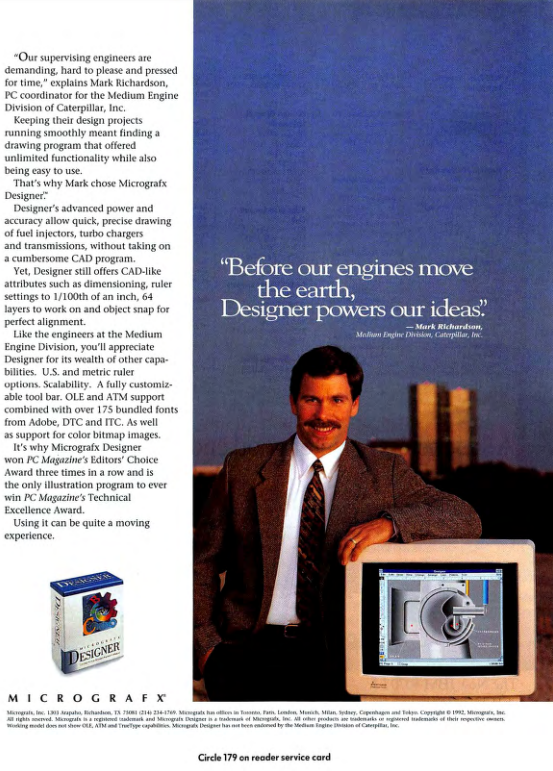 "Our supervising engineers are
demanding, hard to please and pressed
for time," explains Mark Richardson,
PC coordinator for the Medium Engine
Division of Caterpillar, Inc.
Keeping their design projects
running smoothly meant finding a
drawing program that offered
unlimited functionality while also
being easy to use.
That's why Mark chose Micrografx
Designer.™
Designer's advanced power and
accuracy allow quick, precise drawing
of fuel injectors, turbo chargers
and transmissions, without taking on
a cumbersome CAD program.
Yet, Designer still offers CAD-like
attributes such as dimensioning, ruler
settings to 1/100th of an inch, 64
layers to work on and object snap for
perfect alignment.
Like the engineers at the Medium
Engine Division, you'll appreciate
Designer for its wealth of other capa-
bilities. U.S. and metric ruler
options. Scalability. A fully customiz-
able tool bar. OLE and ATM support
combined with over 175 bundled fonts
from Adobe, DTC and ITC. As well
as support for color bitmap images.
It's why Micrografx Designer
won PC Magazine's Editors' Choice
Award three times in a row and is
the only illustration program to ever
win PC Magazine's Technical
Excellence Award.
Using it can be quite a moving
experience.
"Before our engines move
the earth,
Designer powers our ideas."
— Mark Richardson,
Medium Engine Division, Caterpillar, Inc.
DESIGNER
DESIGNER
MICROGRAFX
DESIGNER
MICROGRAFX®
Micrografx, Inc. 1303 Arapaho, Richardson, TX 75081 (214) 234-1769. Micrografx has offices in Toronto, Paris, London, Munich, Milan, Sydney, Copenhagen and Tokyo. Copyright © 1992, Micrografx, Inc.
All rights reserved. Micrografx is a registered trademark and Micrografx Designer is a trademark of Micrografx, Inc. All other products are trademarks or registered trademarks of their respective owners.
Working model does not show OLE, ATM and TrueType capabilities. Micrografx Designer has not been endorsed by the Medium Engine Division of Caterpillar, Inc.
Circle 179 on reader service card